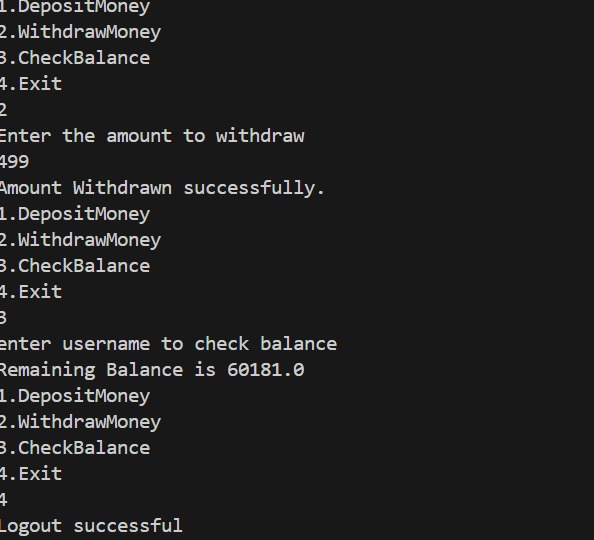 1.DepositMoney
2.WithdrawMoney
3.CheckBalance
4.Exit
2
Enter the amount to withdraw
499
Amount Withdrawn successfully.
1.DepositMoney
2.WithdrawMoney
3.CheckBalance
4.Exit
3
enter username to check balance
Remaining Balance is 60181.0
1.DepositMoney
2.WithdrawMoney
3.CheckBalance
4.Exit
4
Logout successful